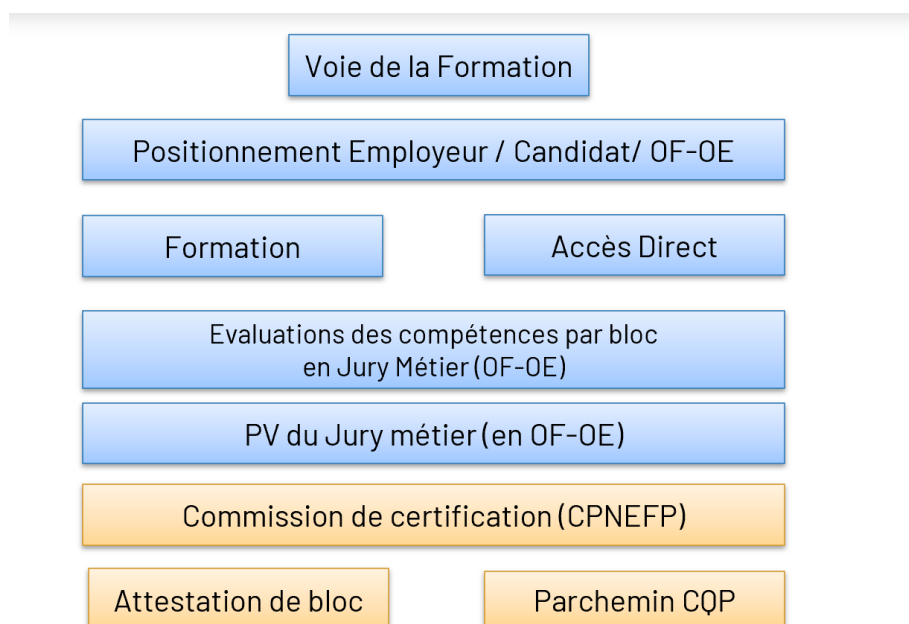 Voie de la Formation
Positionnement Employeur / Candidat/ OF-OE
Formation
Accès Direct
Evaluations des compétences par bloc
en Jury Métier (OF-OE)
PV du Jury métier (en OF-OE)
Commission de certification (CPNEFP)
Attestation de bloc
Parchemin CQP